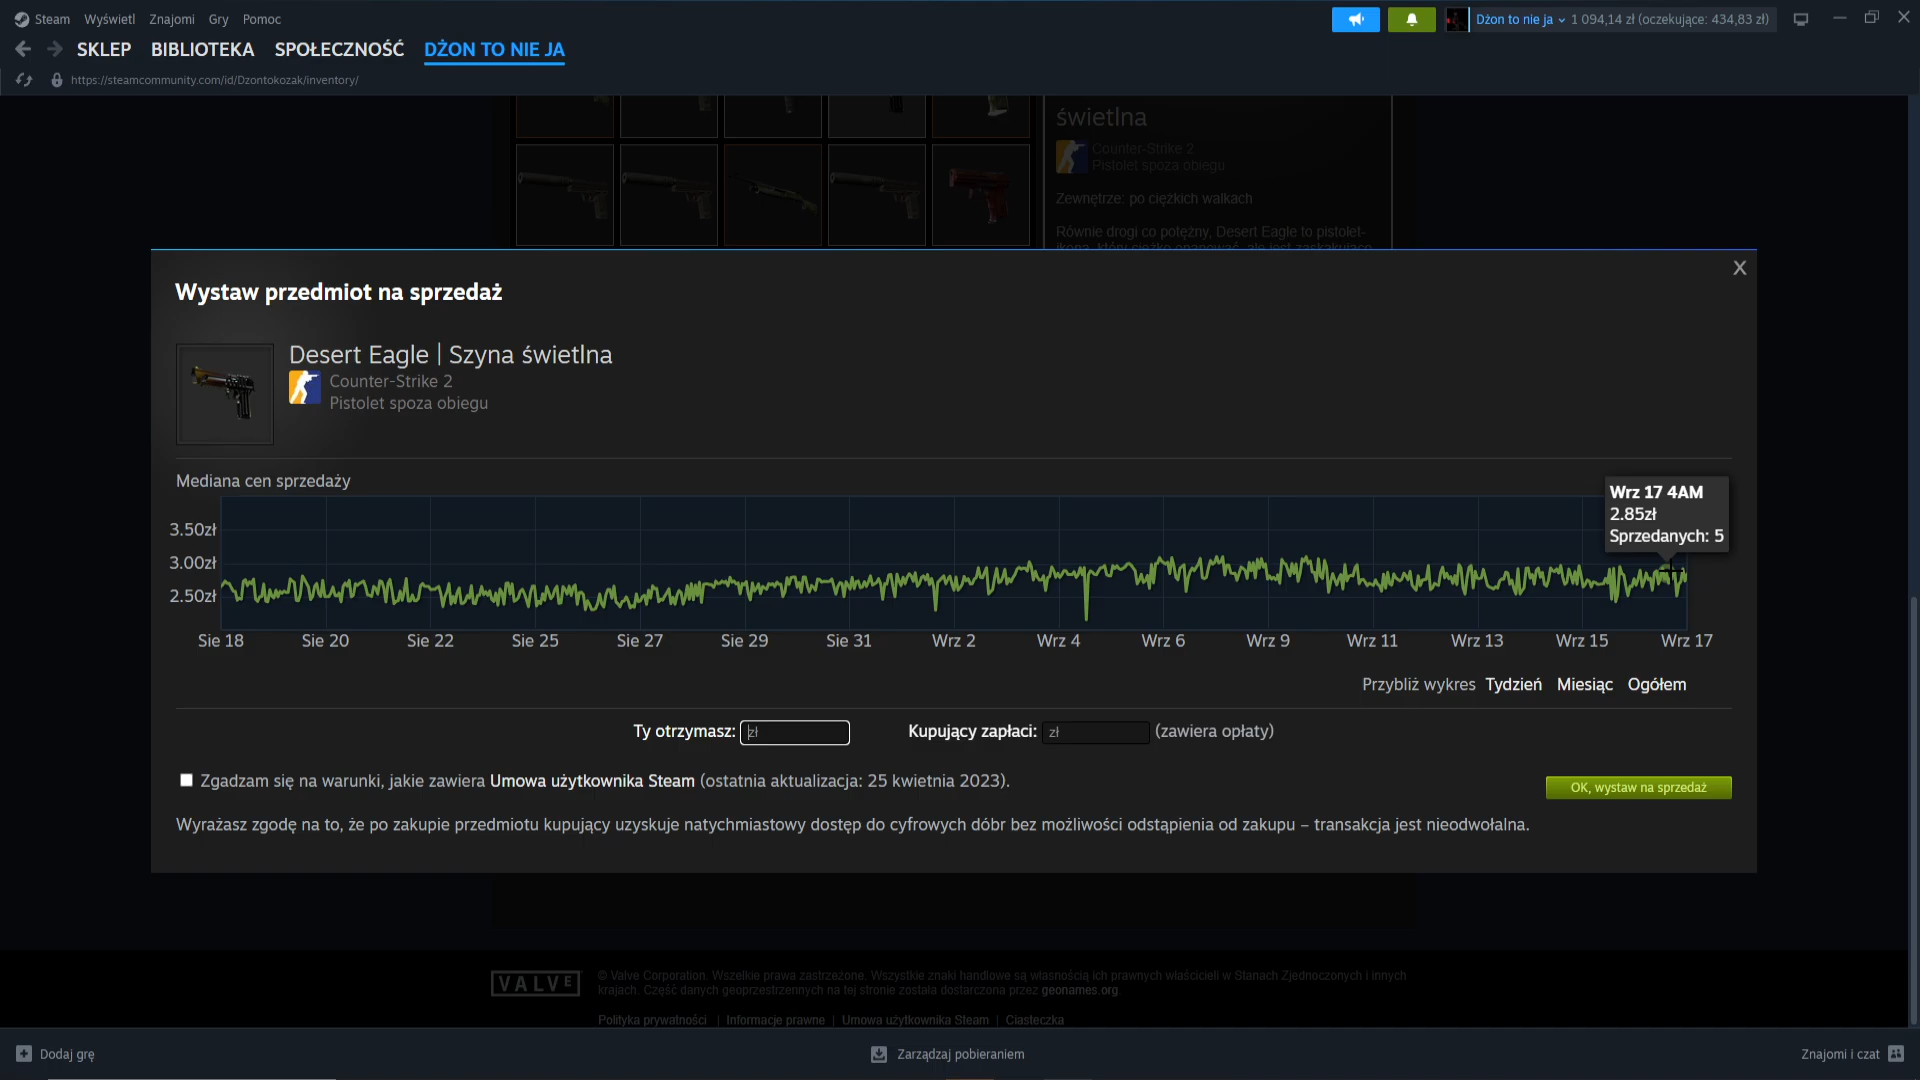 Steam Wyświetl Znajomi Gry Pomoc
Dżon to nie ja 1 094,14 zł (oczekujące: 434,83 zł)
SKLEP BIBLIOTEKA SPOŁECZNOŚĆ DŻON TO NIE JA
https://steamcommunity.com/id/Dzontokozak/inventory/
świetlna
Counter-Strike 2
Pistolet spoza obiegu
Zewnętrze: po ciężkich walkach
Równie drogi co potężny, Desert Eagle to pistolet-
ikona, który ciężko opanować, ale jest zaskakująco
Wystaw przedmiot na sprzedaż
X
Desert Eagle | Szyna świetlna
Counter-Strike 2
Pistolet spoza obiegu
Mediana cen sprzedaży
Wrz 17 4AM
2.85zł
Sprzedanych: 5
3.50zł
3.00zł
2.50zł
Sie 18 Sie 20 Sie 22 Sie 25 Sie 27 Sie 29 Sie 31 Wrz 2 Wrz 4 Wrz 6 Wrz 9 Wrz 11 Wrz 13 Wrz 15 Wrz 17
Przybliż wykres Tydzień Miesiąc Ogółem
Ty otrzymasz: zł Kupujący zapłaci: zł (zawiera opłaty)
Zgadzam się na warunki, jakie zawiera Umowa użytkownika Steam (ostatnia aktualizacja: 25 kwietnia 2023).
OK, wystaw na sprzedaż
Wyrażasz zgodę na to, że po zakupie przedmiotu kupujący uzyskuje natychmiastowy dostęp do cyfrowych dóbr bez możliwości odstąpienia od zakupu – transakcja jest nieodwołalna.
VALVE © Valve Corporation. Wszelkie prawa zastrzeżone. Wszystkie znaki handlowe są własnością ich prawnych właścicieli w Stanach Zjednoczonych i innych
krajach. Część danych geoprzestrzennych na tej stronie została dostarczona przez geonames.org.
Polityka prywatności | Informacje prawne | Umowa użytkownika Steam | Ciasteczka
Dodaj grę Zarządzaj pobieraniem Znajomi i czat